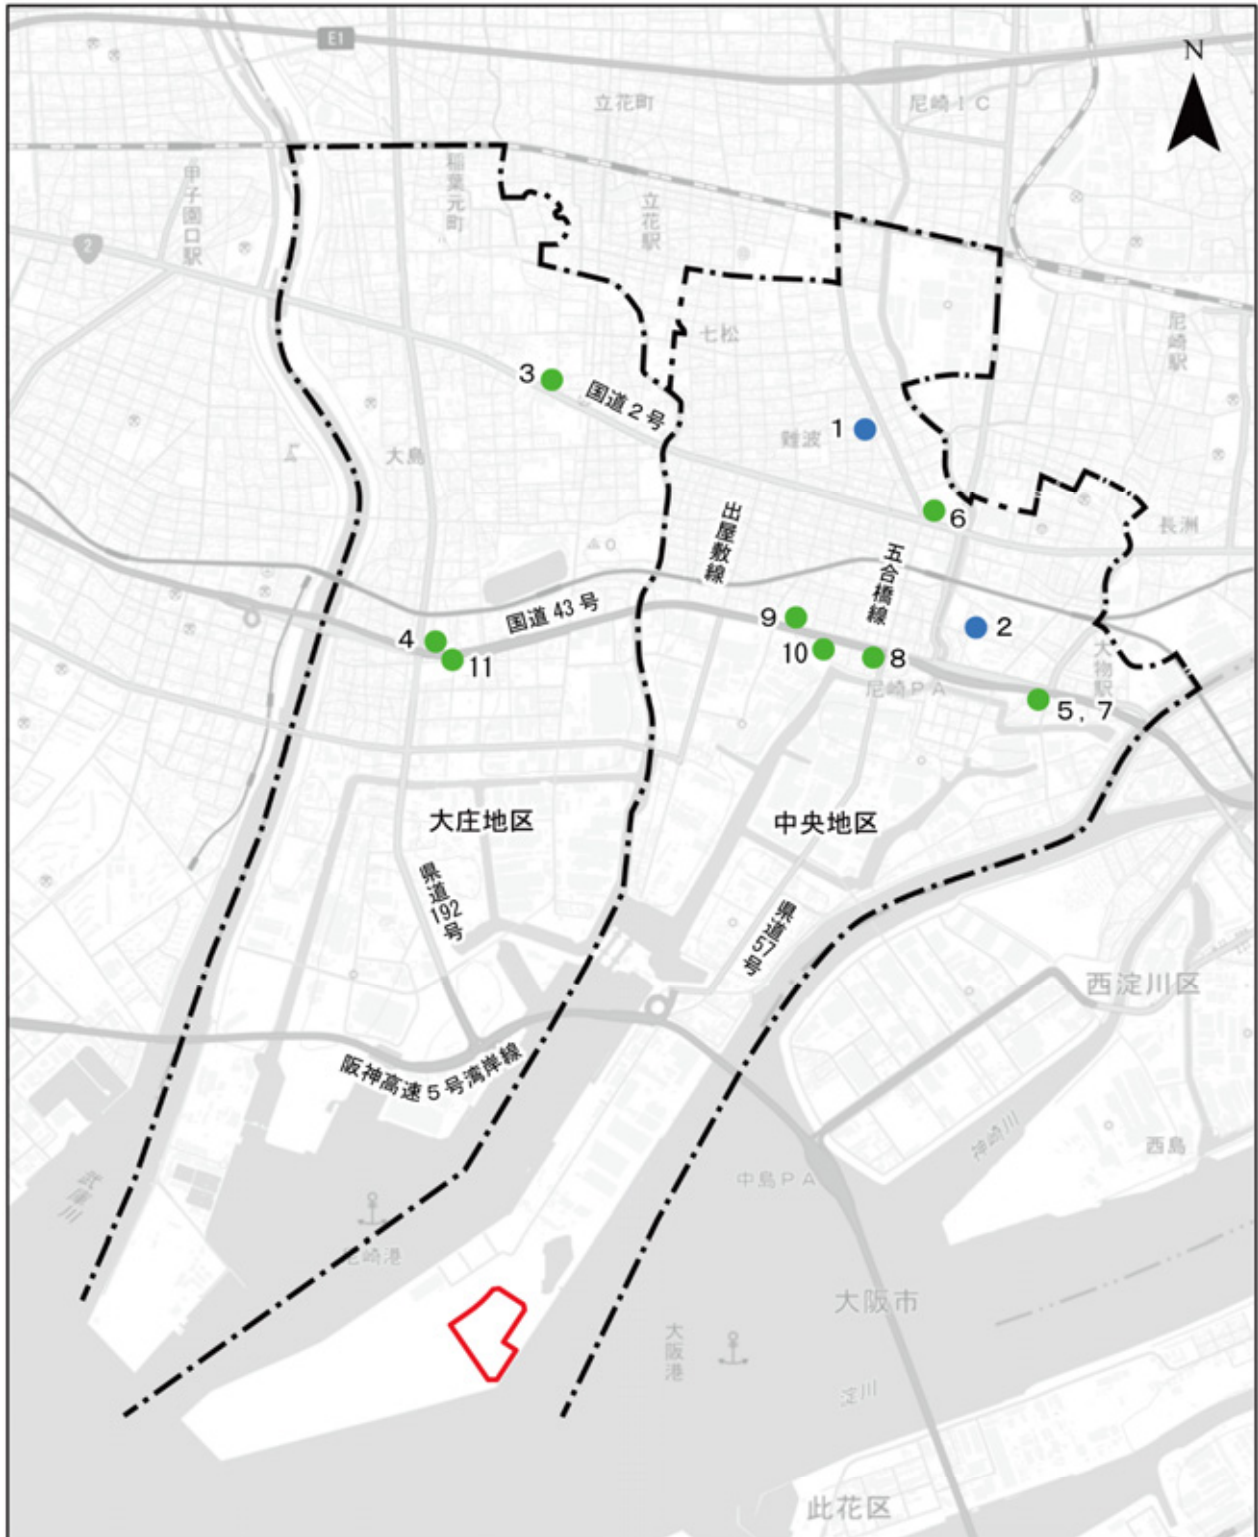 E1
N
立花町
尼崎IC
甲子園口駅
稲葉元町
立花駅
2
七松
尼崎駅
3
国道2号
1
難波
大島
6
長洲
出屋敷線
五合橋線
国道43号
9
2
4
10
8
11
大物駅
尼崎PA
5, 7
大庄地区
中央地区
県道192号
県道57号
西淀川区
阪神高速5号湾岸線
神崎川
西島
中島PA
武庫川
尼崎港
大阪市
大阪港
淀川
此花区